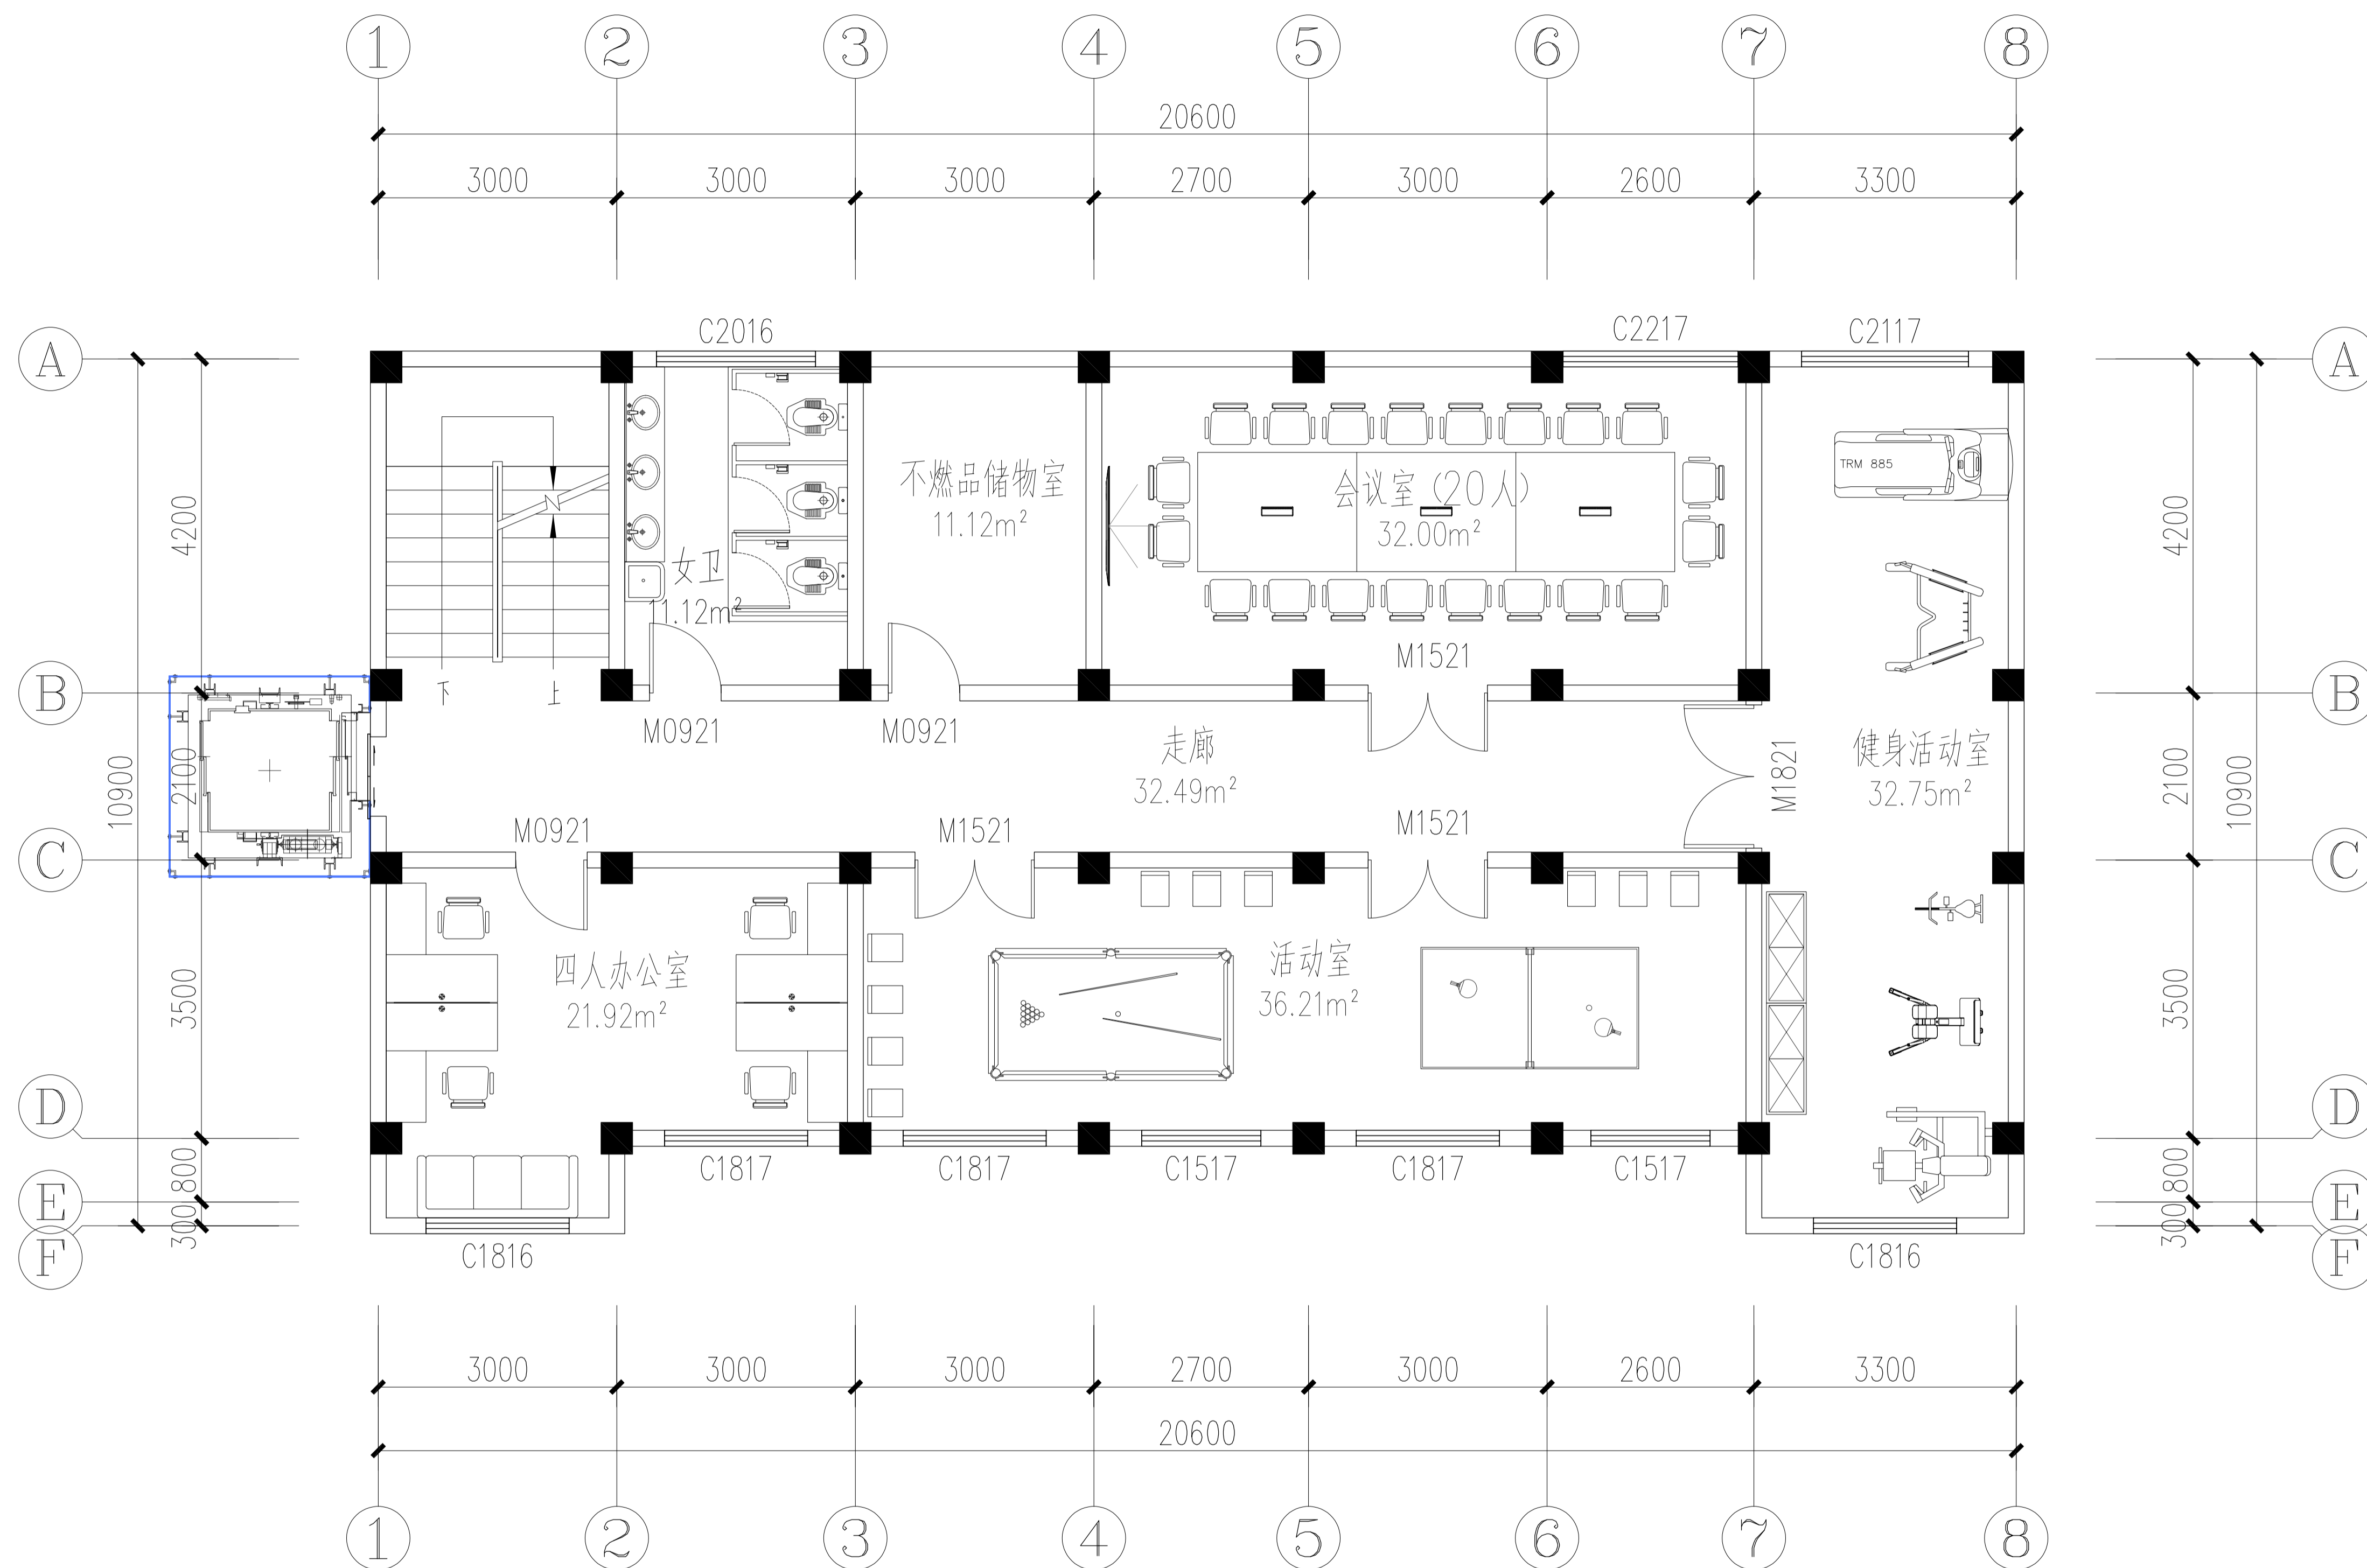 1 2 3 4 5 6 7 8
20600
3000 3000 3000 2700 3000 2600 3300
C2016 C2217 C2117
A A
TRM 885
不燃品储物室
11.12m²
会议室 (20人)
32.00m²
4200 4200
女卫
11.12m²
M1521
下 上
B B
M0921 M0921
走廊
32.49m²
健身活动室
32.75m²
M1821
2100 2100
10900 10900
M0921 M1521 M1521
C C
四人办公室
21.92m²
活动室
36.21m²
3500 3500
D D
C1817 C1817 C1517 C1817 C1517
800 800
E E
300 300
F F
C1816 C1816
3000 3000 3000 2700 3000 2600 3300
20600
1 2 3 4 5 6 7 8